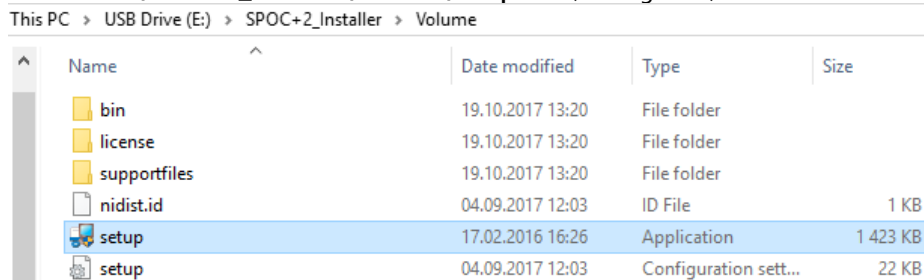 This PC > USB Drive (E:) > SPOC+2_Installer > Volume
Name Date modified Type Size
bin 19.10.2017 13:20 File folder
license 19.10.2017 13:20 File folder
supportfiles 19.10.2017 13:20 File folder
nidist.id 04.09.2017 12:03 ID File 1 KB
setup 17.02.2016 16:26 Application 1 423 KB
setup 04.09.2017 12:03 Configuration sett... 22 KB